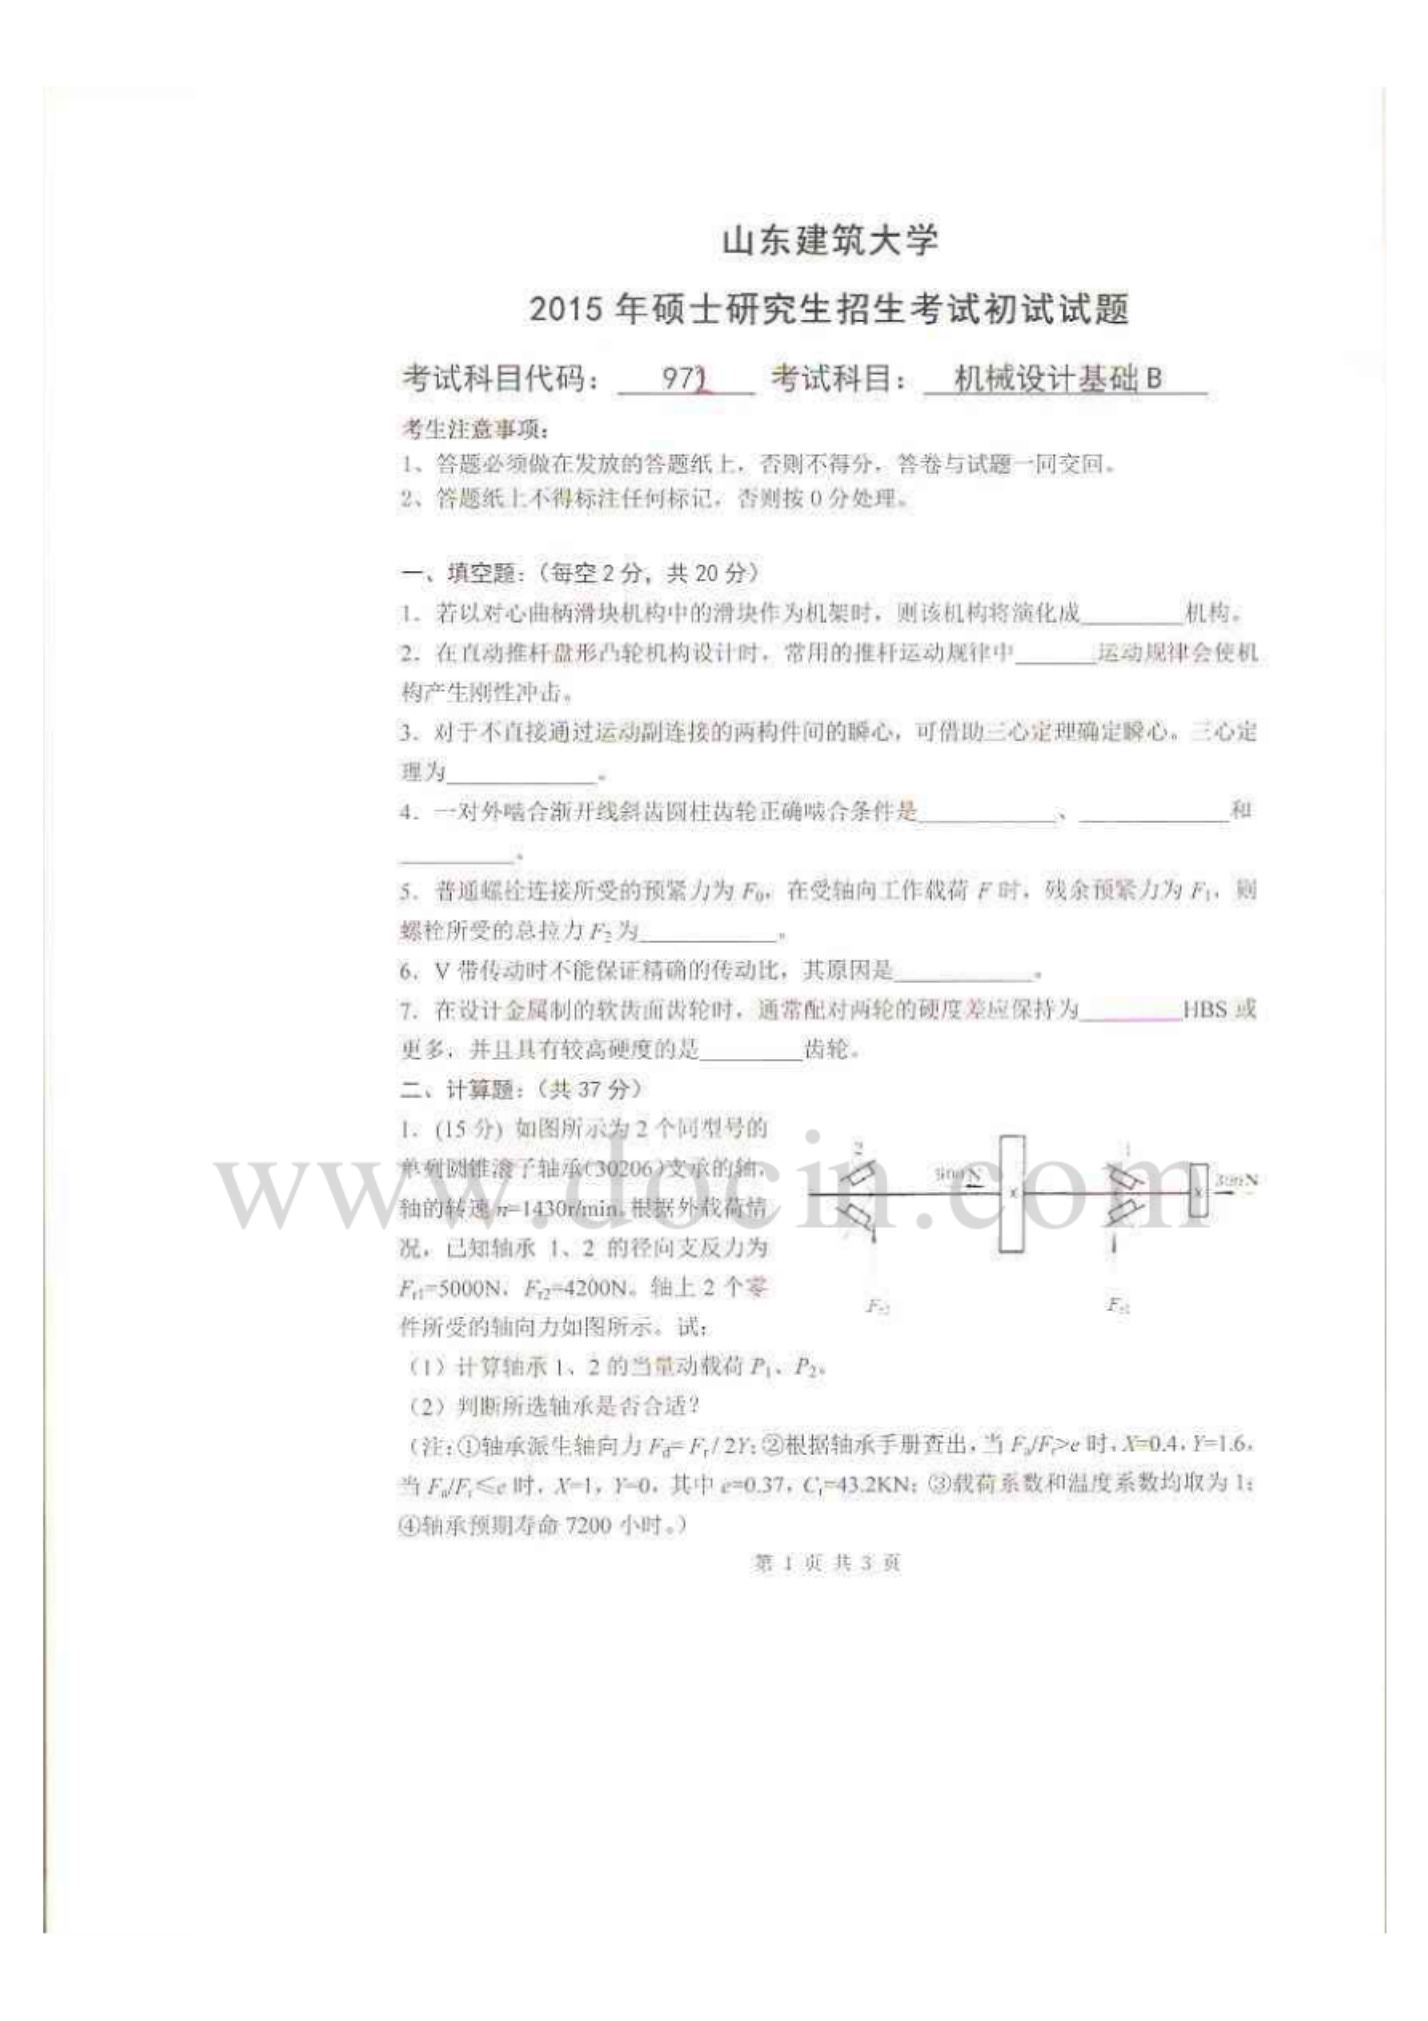 山东建筑大学
2015 年硕士研究生招生考试初试试题
考试科目代码： 971 考试科目： 机械设计基础 B
考生注意事项：
1、答题必须做在发放的答题纸上，否则不得分，答卷与试题一同交回。
2、答题纸上不得标注任何标记，否则按 0 分处理。
一、填空题：（每空 2 分，共 20 分）
1．若以对心曲柄滑块机构中的滑块作为机架时，则该机构将演化成________机构。
2．在直动推杆盘形凸轮机构设计时，常用的推杆运动规律中______运动规律会使机
构产生刚性冲击。
3．对于不直接通过运动副连接的两构件间的瞬心，可借助三心定理确定瞬心。三心定
理为____________。
4．一对外啮合渐开线斜齿圆柱齿轮正确啮合条件是___________、____________和
_________。
5．普通螺栓连接所受的预紧力为 F0，在受轴向工作载荷 F 时，残余预紧力为 F1，则
螺栓所受的总拉力 F2 为___________。
6．V 带传动时不能保证精确的传动比，其原因是___________。
7．在设计金属制的软齿面齿轮时，通常配对两轮的硬度差应保持为________HBS 或
更多，并且具有较高硬度的是________齿轮。
二、计算题：（共 37 分）
1．(15 分) 如图所示为 2 个同型号的
单列圆锥滚子轴承(30206)支承的轴，
轴的转速 n=1430r/min。根据外载荷情
况，已知轴承 1、2 的径向支反力为
Fr1=5000N，Fr2=4200N。轴上 2 个零
件所受的轴向力如图所示。试：
2
1
300N
Fr2
Fr1
（1）计算轴承 1、2 的当量动载荷 P1、P2。
（2）判断所选轴承是否合适？
（注：①轴承派生轴向力 Fd= Fr / 2Y；②根据轴承手册查出，当 Fa/Fr>e 时，X=0.4，Y=1.6，
当 Fa/Fr≤e 时，X=1，Y=0，其中 e=0.37，Cr=43.2KN；③载荷系数和温度系数均取为 1；
④轴承预期寿命 7200 小时。）
第 1 页 共 3 页
www.docin.com